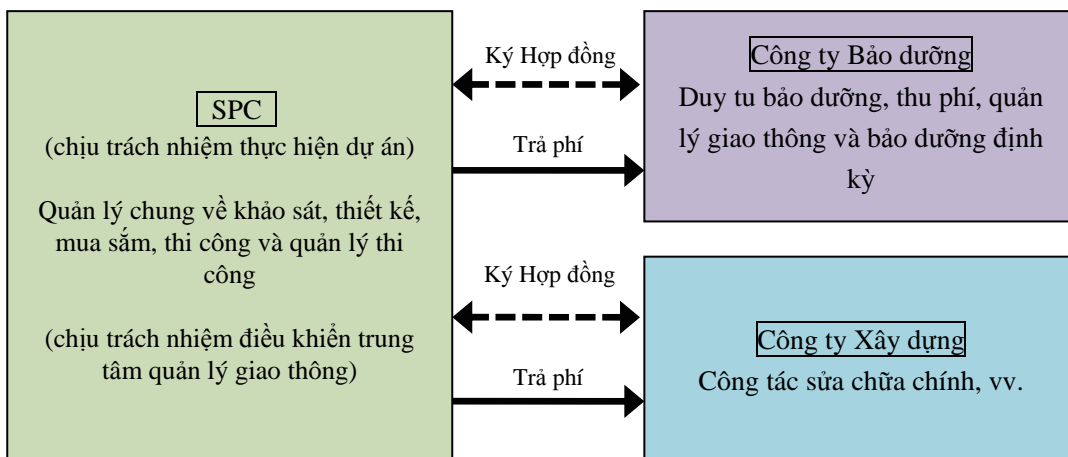 SPC
(chịu trách nhiệm thực hiện dự án)
Quản lý chung về khảo sát, thiết kế,
mua sắm, thi công và quản lý thi
công
(chịu trách nhiệm điều khiển trung
tâm quản lý giao thông)
Ký Hợp đồng
Trả phí
Công ty Bảo dưỡng
Duy tu bảo dưỡng, thu phí, quản
lý giao thông và bảo dưỡng định
kỳ
Ký Hợp đồng
Trả phí
Công ty Xây dựng
Công tác sửa chữa chính, vv.